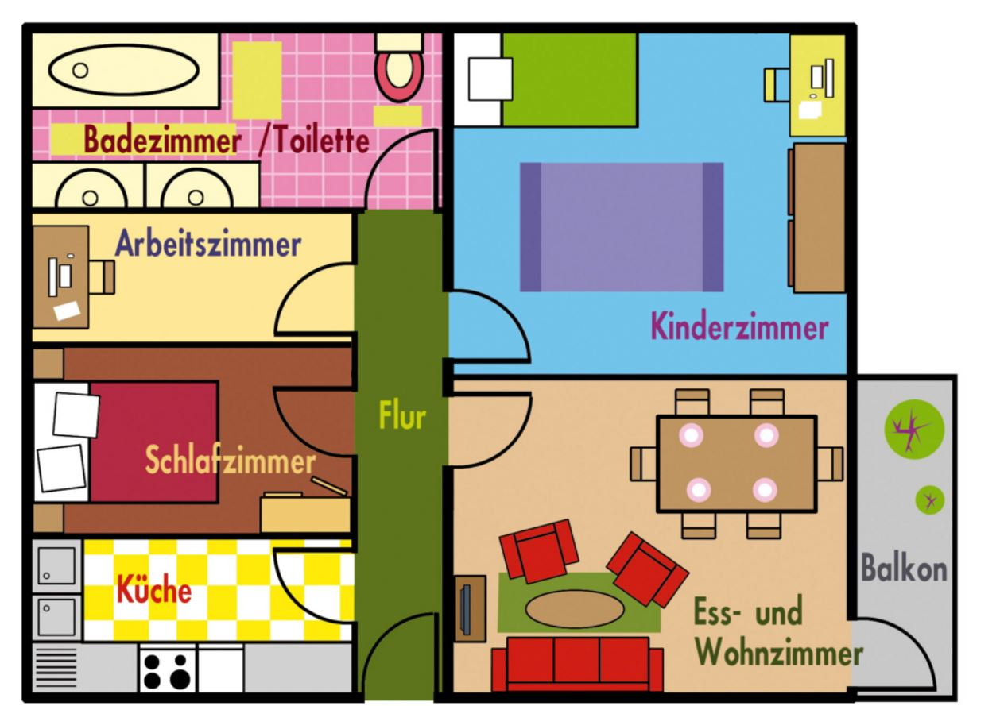 Badezimmer /Toilette
Arbeitszimmer
Kinderzimmer
Flur
Schlafzimmer
Küche
Balkon
Ess- und
Wohnzimmer